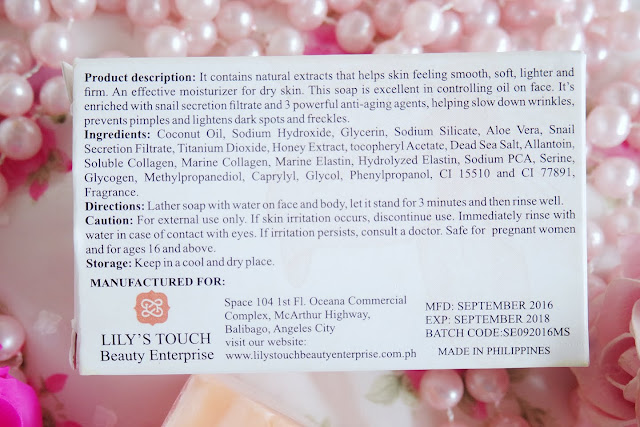 Product description: It contains natural extracts that helps skin feeling smooth, soft, lighter and
firm. An effective moisturizer for dry skin. This soap is excellent in controlling oil on face. It's
enriched with snail secretion filtrate and 3 powerful anti-aging agents, helping slow down wrinkles,
prevents pimples and lightens dark spots and freckles.
Ingredients: Coconut Oil, Sodium Hydroxide, Glycerin, Sodium Silicate, Aloe Vera, Snail
Secretion Filtrate, Titanium Dioxide, Honey Extract, tocopheryl Acetate, Dead Sea Salt, Allantoin,
Soluble Collagen, Marine Collagen, Marine Elastin, Hydrolyzed Elastin, Sodium PCA, Serine,
Glycogen, Methylpropanediol, Caprylyl, Glycol, Phenylpropanol, CI 15510 and CI 77891,
Fragrance.
Directions: Lather soap with water on face and body, let it stand for 3 minutes and then rinse well.
Caution: For external use only. If skin irritation occurs, discontinue use. Immediately rinse with
water in case of contact with eyes. If irritation persists, consult a doctor. Safe for pregnant women
and for ages 16 and above.
Storage: Keep in a cool and dry place.
MANUFACTURED FOR:
LILY'S TOUCH
Beauty Enterprise
Space 104 1st Fl. Oceana Commercial
Complex, McArthur Highway,
Balibago, Angeles City
visit our website:
www.lilystouchbeautyenterprise.com.ph
MFD: SEPTEMBER 2016
EXP: SEPTEMBER 2018
BATCH CODE:SE092016MS
MADE IN PHILIPPINES